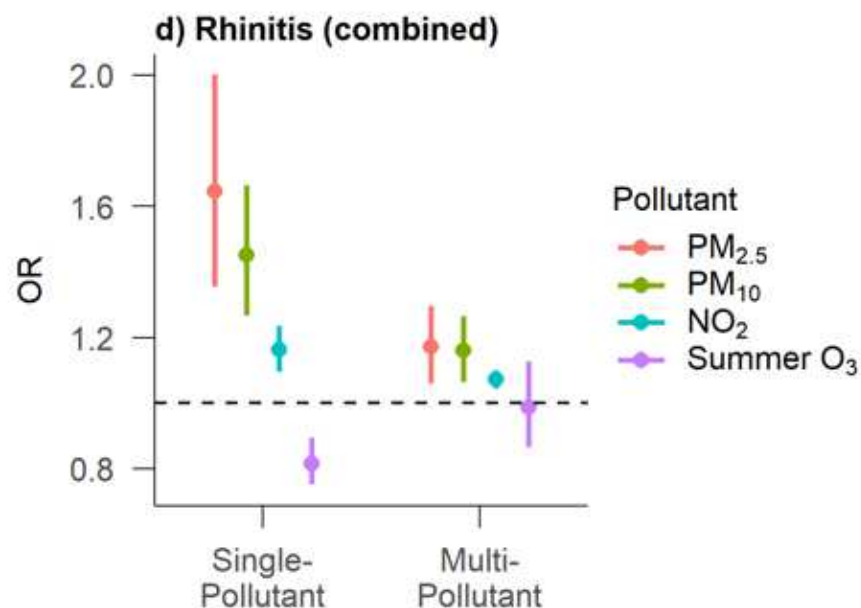 d) Rhinitis (combined)
2.0
1.6
1.2
0.8
OR
Single-
Pollutant
Multi-
Pollutant
Pollutant
PM2.5
PM10
NO2
Summer O3